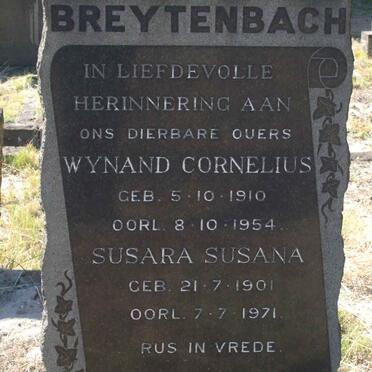 BREYTENBACH
IN LIEFDEVOLLE
HERINNERING AAN
ONS DIERBARE OUERS
WYNAND CORNELIUS
GEB. 5·10·1910
OORL. 8·10·1954.
SUSARA SUSANA
GEB. 21·7·1901
OORL. 7·7·1971.
RUS IN VREDE.